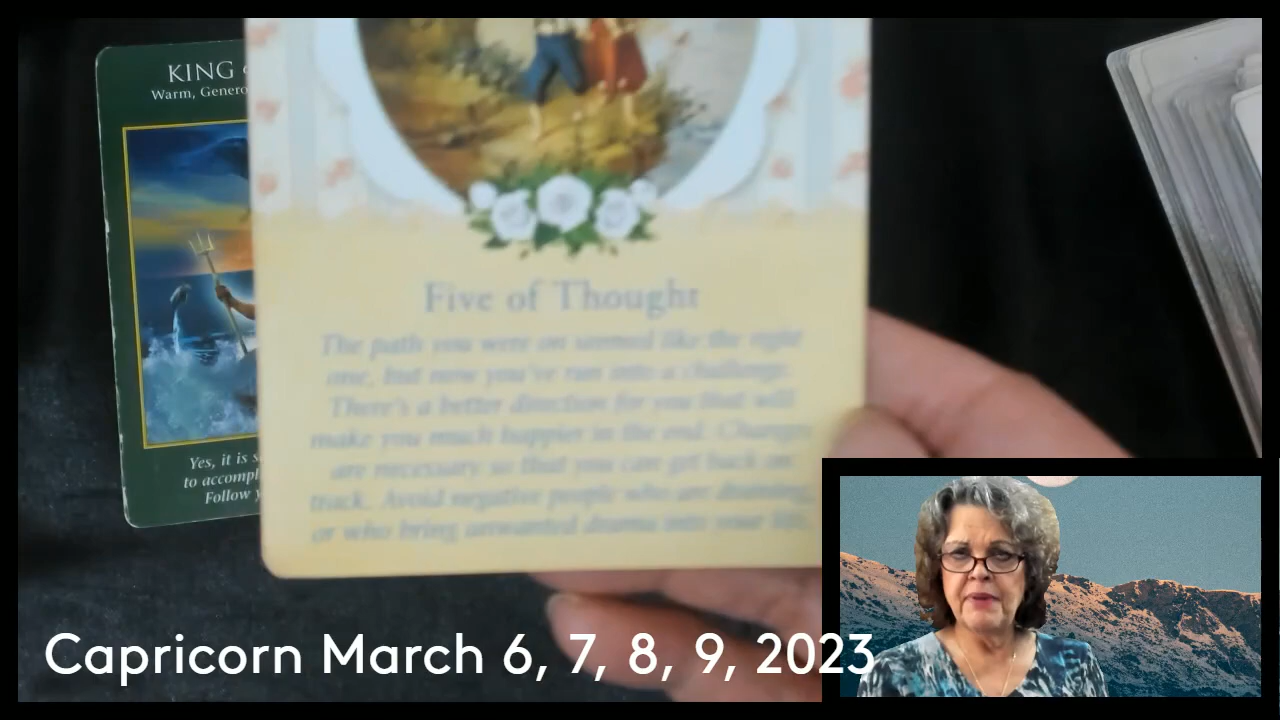 KING
Warm, Genero
Yes, it is s
to accompl
Follow y
Five of Thought
The path you were on seemed like the right
one, but now you've run into a challenge.
There's a better direction for you that will
make you much happier in the end. Changes
are necessary so that you can get back on
track. Avoid negative people who are draining,
or who bring unwanted drama into your life.
Capricorn March 6, 7, 8, 9, 2023